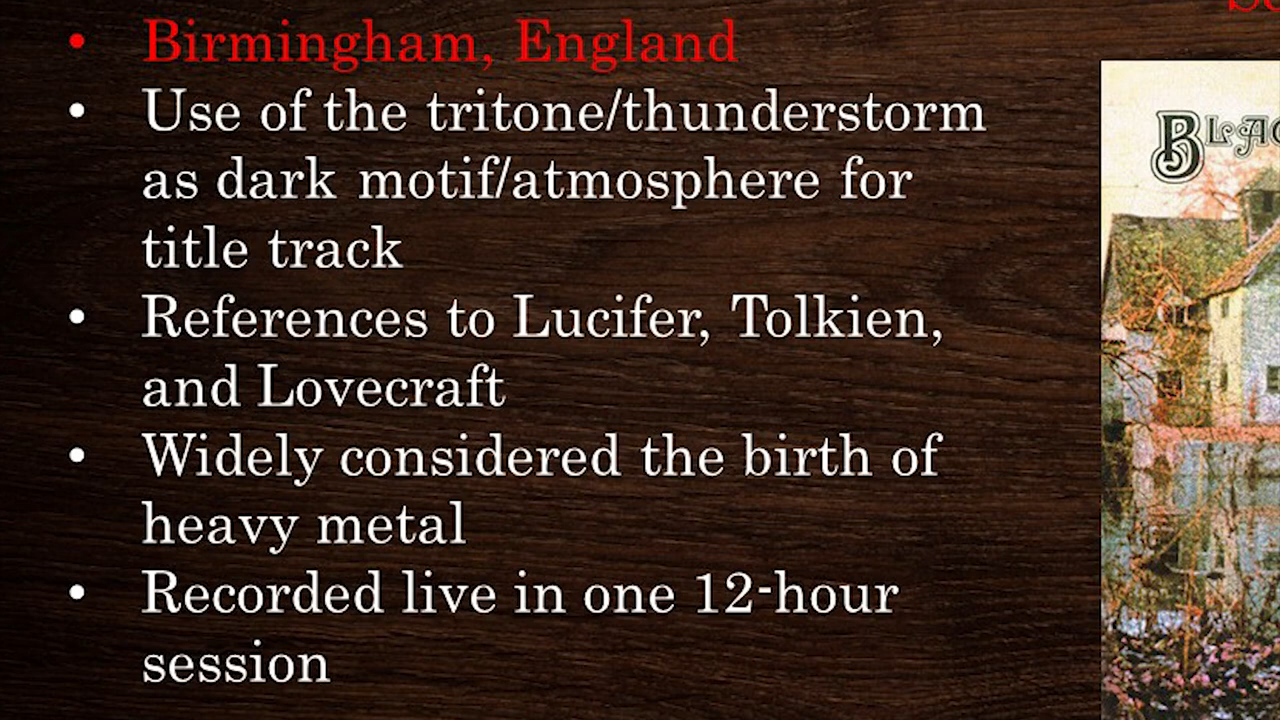 • Birmingham, England
• Use of the tritone/thunderstorm
as dark motif/atmosphere for
title track
• References to Lucifer, Tolkien,
and Lovecraft
• Widely considered the birth of
heavy metal
• Recorded live in one 12-hour
session